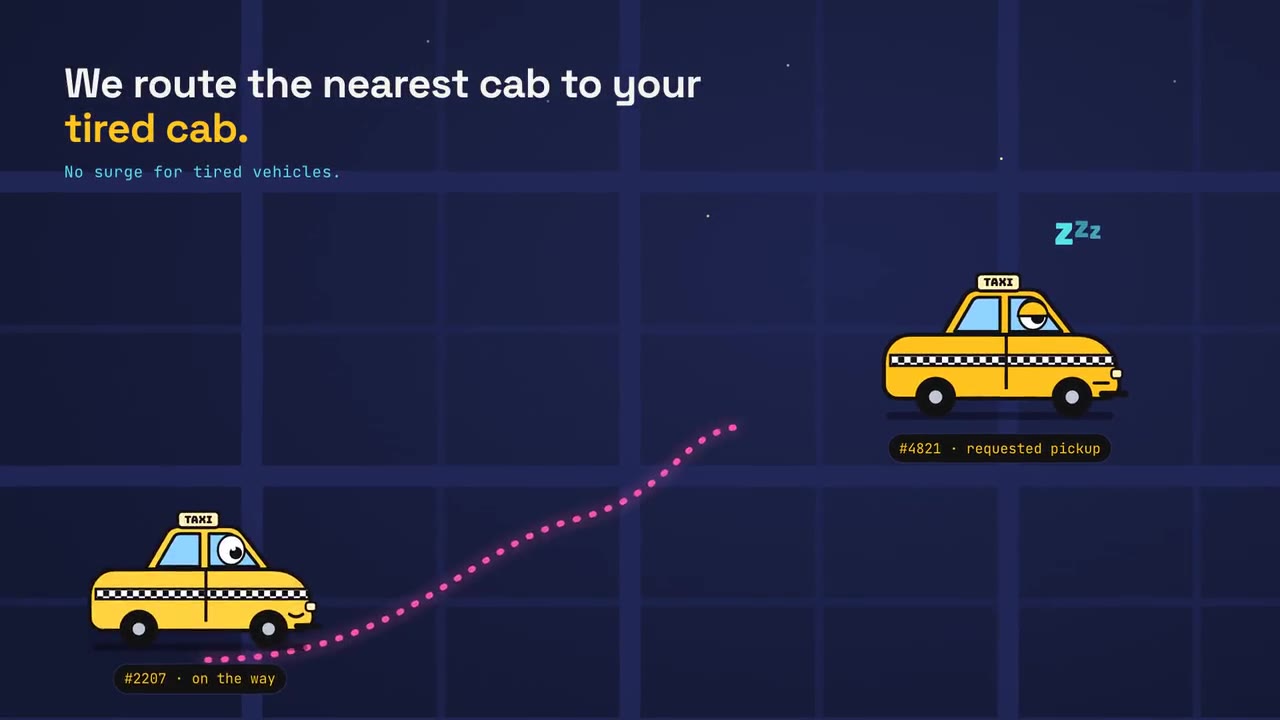 We route the nearest cab to your
tired cab.
No surge for tired vehicles.
zzz
TAXI
#4821 · requested pickup
TAXI
#2207 · on the way